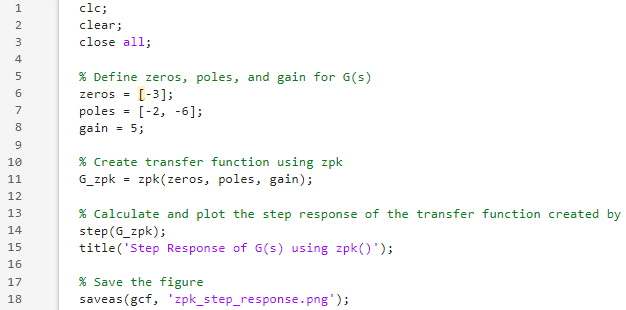 1 clc;
2 clear;
3 close all;
4
5 % Define zeros, poles, and gain for G(s)
6 zeros = [-3];
7 poles = [-2, -6];
8 gain = 5;
9
10 % Create transfer function using zpk
11 G_zpk = zpk(zeros, poles, gain);
12
13 % Calculate and plot the step response of the transfer function created by
14 step(G_zpk);
15 title('Step Response of G(s) using zpk()');
16
17 % Save the figure
18 saveas(gcf, 'zpk_step_response.png');